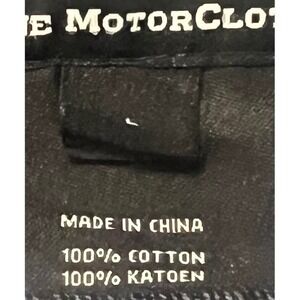 MOTORCLO
MADE IN CHINA
100% COTTON
100% KATOEN